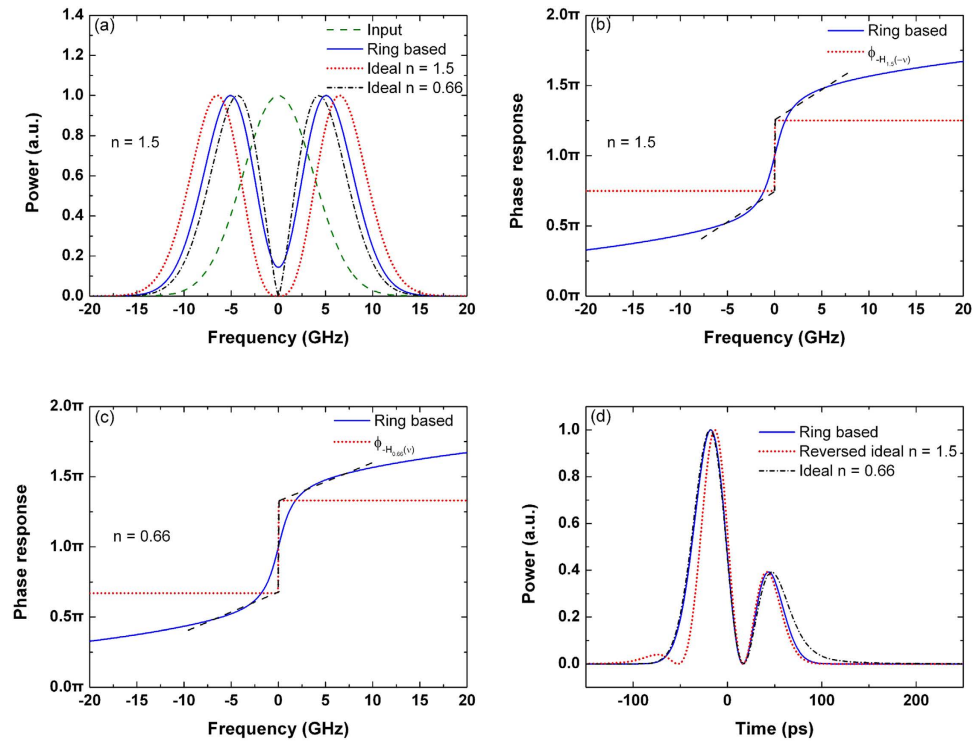 (a)
Input
Ring based
Ideal n = 1.5
Ideal n = 0.66
n = 1.5
Power (a.u.)
1.4
1.2
1.0
0.8
0.6
0.4
0.2
0.0
-20 -15 -10 -5 0 5 10 15 20
Frequency (GHz)
(b)
Ring based
ϕ-H1.5(-ν)
n = 1.5
Phase response
2.0π
1.5π
1.0π
0.5π
0.0π
-20 -15 -10 -5 0 5 10 15 20
Frequency (GHz)
(c)
Ring based
ϕ-H0.66(ν)
n = 0.66
Phase response
2.0π
1.5π
1.0π
0.5π
0.0π
-20 -15 -10 -5 0 5 10 15 20
Frequency (GHz)
(d)
Ring based
Reversed ideal n = 1.5
Ideal n = 0.66
Power (a.u.)
1.0
0.8
0.6
0.4
0.2
0.0
-100 0 100 200
Time (ps)